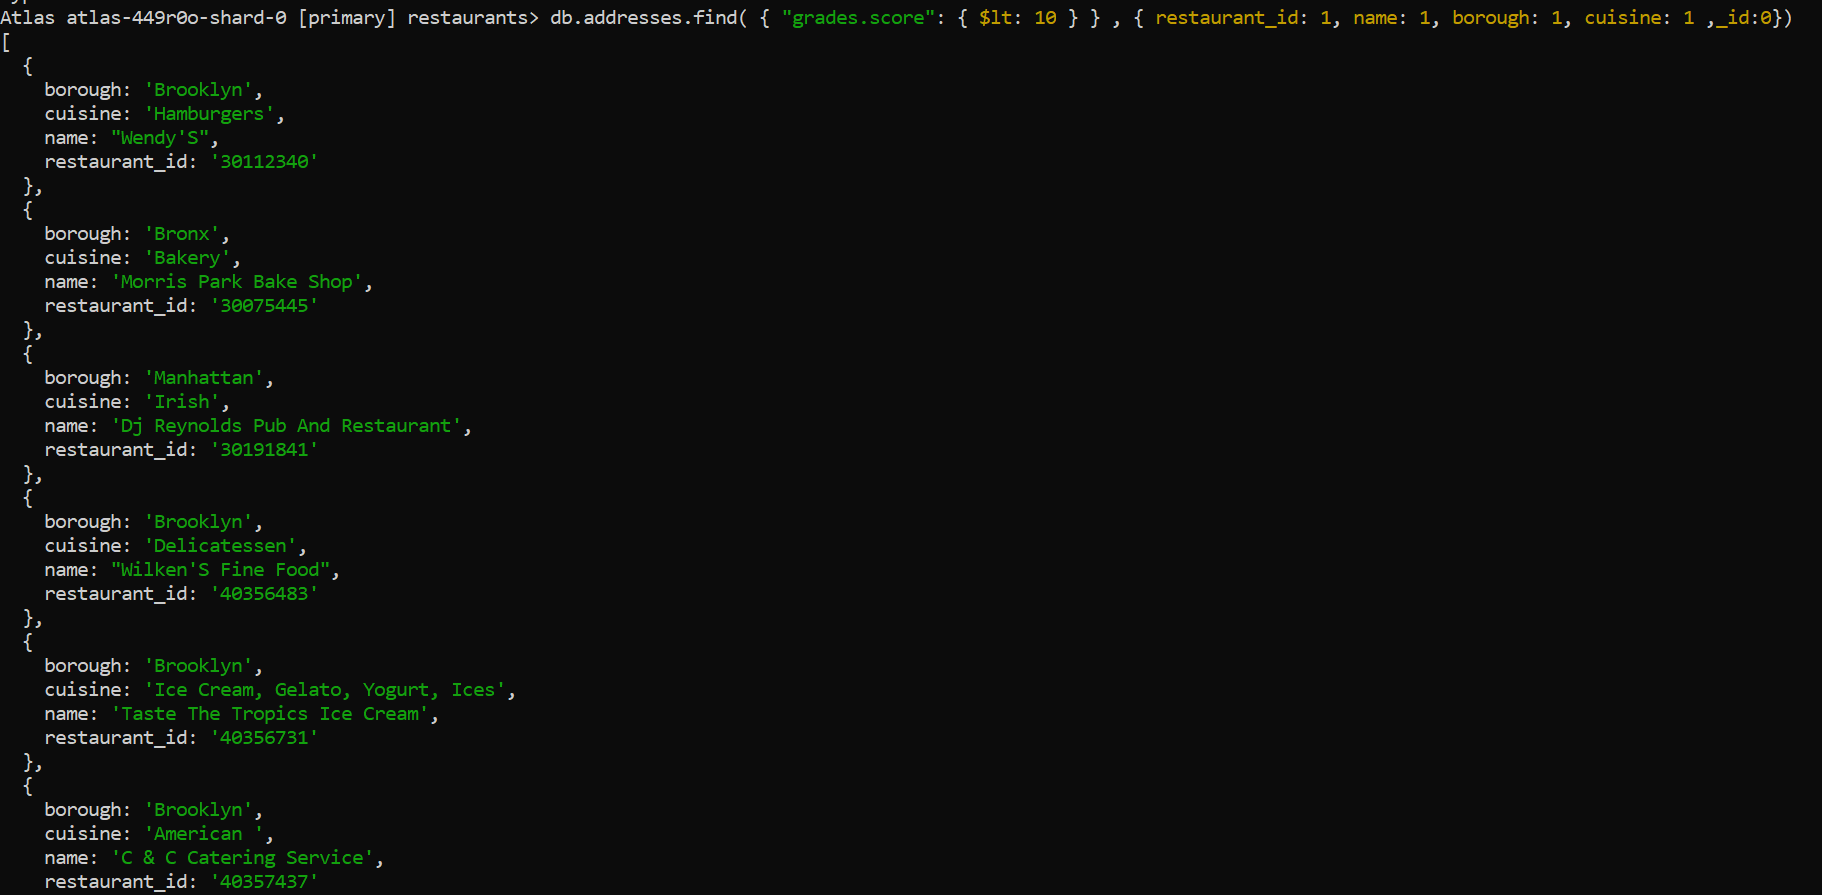 Atlas atlas-449r0o-shard-0 [primary] restaurants> db.addresses.find( { "grades.score": { $lt: 10 } } , { restaurant_id: 1, name: 1, borough: 1, cuisine: 1 ,_id:0})
[
  {
    borough: 'Brooklyn',
    cuisine: 'Hamburgers',
    name: "Wendy'S",
    restaurant_id: '30112340'
  },
  {
    borough: 'Bronx',
    cuisine: 'Bakery',
    name: 'Morris Park Bake Shop',
    restaurant_id: '30075445'
  },
  {
    borough: 'Manhattan',
    cuisine: 'Irish',
    name: 'Dj Reynolds Pub And Restaurant',
    restaurant_id: '30191841'
  },
  {
    borough: 'Brooklyn',
    cuisine: 'Delicatessen',
    name: "Wilken'S Fine Food",
    restaurant_id: '40356483'
  },
  {
    borough: 'Brooklyn',
    cuisine: 'Ice Cream, Gelato, Yogurt, Ices',
    name: 'Taste The Tropics Ice Cream',
    restaurant_id: '40356731'
  },
  {
    borough: 'Brooklyn',
    cuisine: 'American ',
    name: 'C & C Catering Service',
    restaurant_id: '40357437'